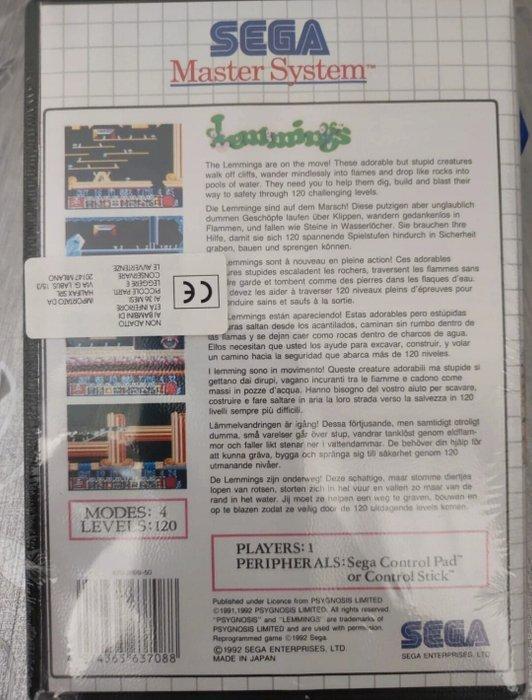 SEGA
Master System™
Lemmings
The Lemmings are on the move! These adorable but stupid creatures
walk off cliffs, wander mindlessly into flames and drop like rocks into
pools of water. They need you to help them dig, build and blast their
way to safety through 120 challenging levels.
Die Lemminge sind auf dem Marsch! Diese putzigen aber unglaublich
dummen Geschöpfe laufen über Klippen, wandern gedankenlos in
Flammen, und fallen wie Steine in Wasserlöcher. Sie brauchen Ihre
Hilfe, damit sie sich 120 spannende Spielstufen hindurch in Sicherheit
graben, bauen und sprengen können.
emmings sont à nouveau en pleine action! Ces adorables
ures stupides escaladent les rochers, traversent les flammes sans
re garde et tombent comme des pierres dans les flaques d'eau.
devez les aider à traverser 120 niveaux pleins d'épreuves pour
nduire sains et saufs à la sortie.
Lemmings están apareciendo! Estas adorables pero estúpidas
uras saltan desde los acantilados, caminan sin rumbo dentro de
las llamas y se dejan caer como rocas dentro de charcos de agua.
Ellos necesitan que usted los ayude para excavar, construir, y volar
un camino hacia la seguridad que abarca más de 120 niveles.
I lemming sono in movimento! Queste creature adorabili ma stupide si
gettano dai dirupi, vagano incuranti tra le fiamme e cadono come
massi in pozze d'acqua. Hanno bisogno del vostro aiuto per scavare,
costruire e fare saltare in aria la loro strada verso la salvezza in 120
livelli sempre più difficili.
Lämmelvandringen är igång! Dessa förtjusande, men samtidigt otroligt
dumma, små varelser går över stup, vandrar tanklöst genom eldflam-
mor och faller likt stenar ner i vattendammar. De behöver din hjälp för
att kunna gräva, bygga och spränga sig till säkerhet genom 120
utmanande nivåer.
De Lemmings zijn onderweg! Deze schattige, maar stomme diertjes
lopen van rotsen, storten zich in het vuur en vallen zo maar van de
rand in het water. Jij moet ze helpen een weg te graven, bouwen en
op te blazen zodat ze veilig door de 120 uitdagende levels komen.
NON ADATTO
AI BAMBINI DI
ETÀ INFERIORE
AI 36 MESI.
PICCOLE PARTI.
LEGGERE E
CONSERVARE
LE AVVERTENZE
IMPORTATO DA
HALIFAX SRL
VIA G. LABUS 15/3
20147 MILANO
CE
MODES: 4
LEVELS: 120
PLAYERS: 1
PERIPHERALS: Sega Control Pad™
or Control Stick™
Published under Licence from PSYGNOSIS LIMITED
©1991, 1992 PSYGNOSIS LIMITED. All rights reserved.
"PSYGNOSIS" and "LEMMINGS" are trademarks of
PSYGNOSIS LIMITED and are used with permission.
Reprogrammed game ©1992 Sega
©1992 SEGA ENTERPRISES, LTD.
MADE IN JAPAN
SEGA
SEGA ENTERPRISES, LTD
4365 637088